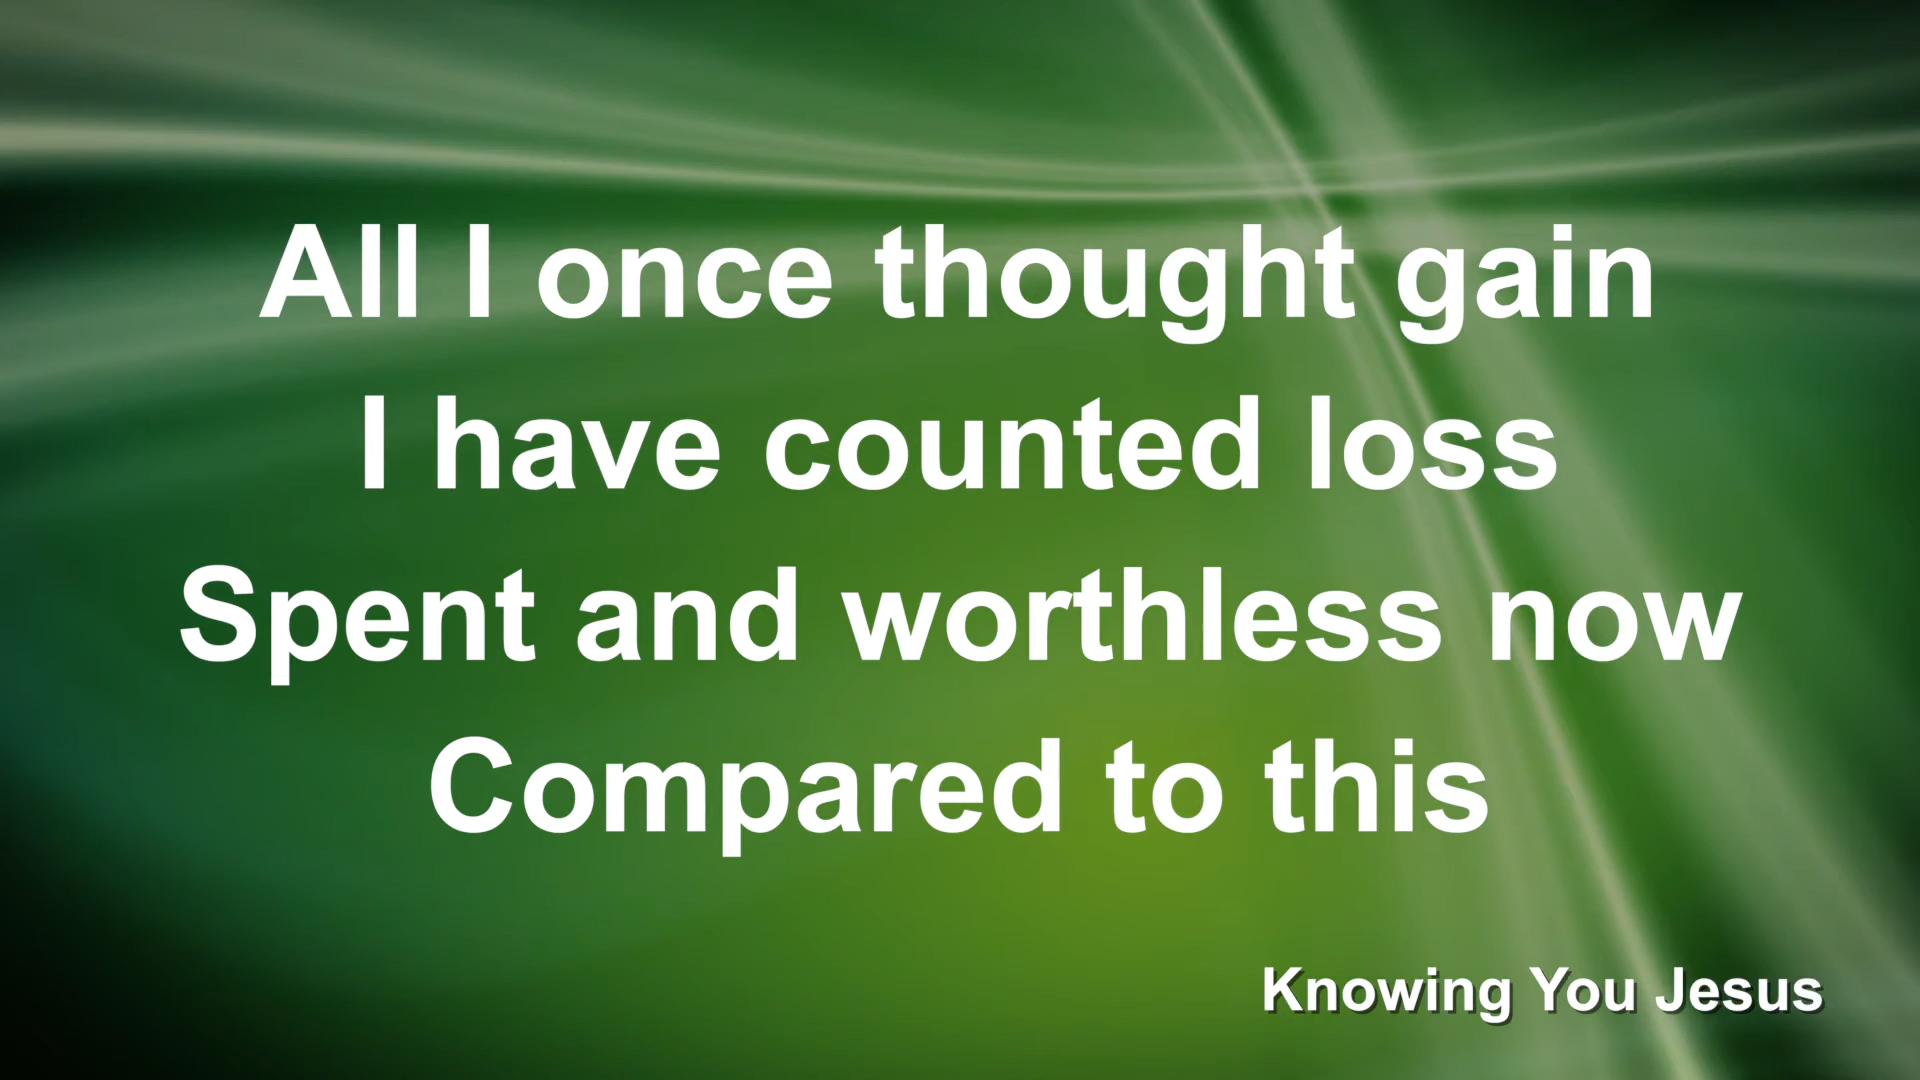 All I once thought gain
I have counted loss
Spent and worthless now
Compared to this
Knowing You Jesus